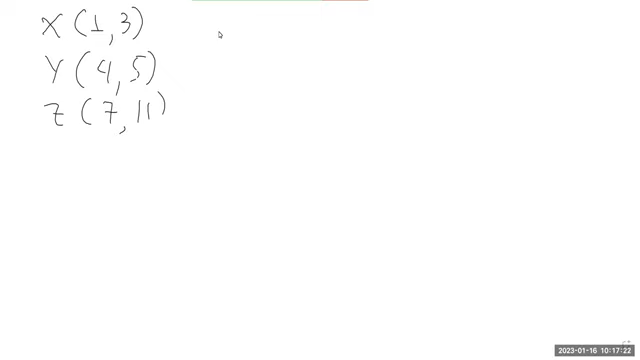 X (1, 3)
Y (4, 5)
Z (7, 11)
2023-01-16 10:17:22